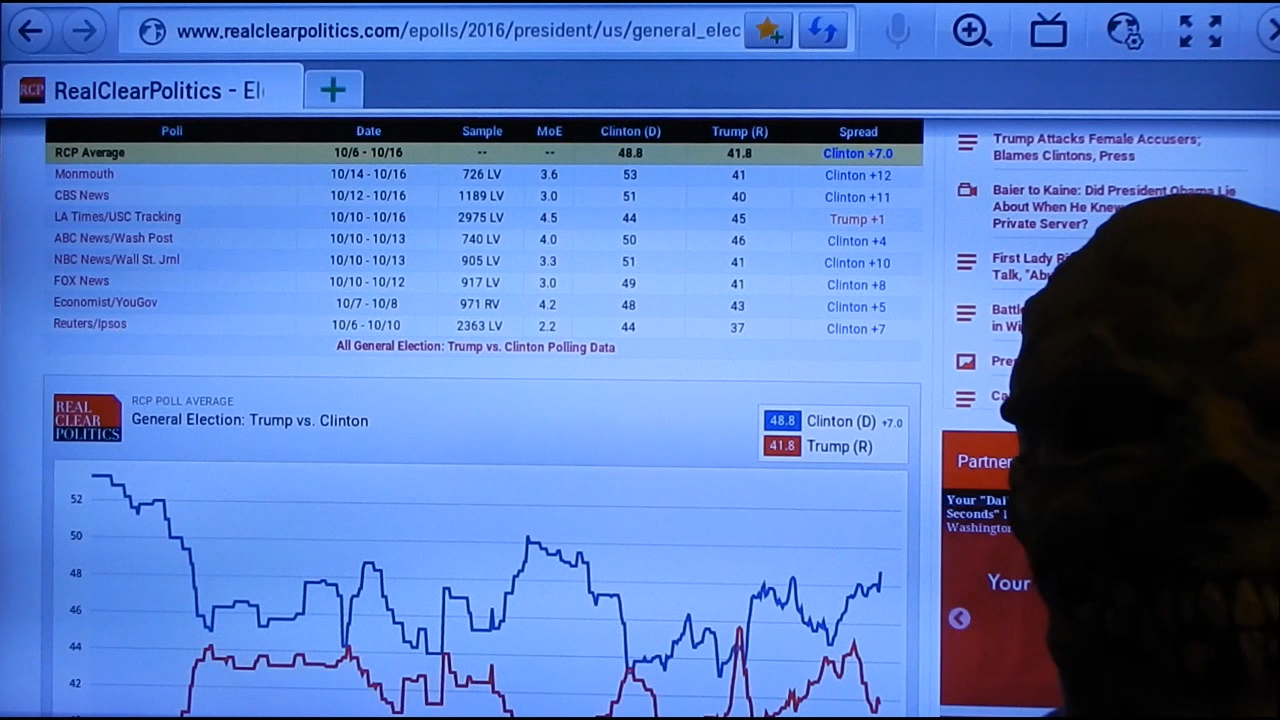 www.realclearpolitics.com/epolls/2016/president/us/general_elec
RCP RealClearPolitics - El
Poll Date Sample MoE Clinton (D) Trump (R) Spread
RCP Average 10/6 - 10/16 -- -- 48.8 41.8 Clinton +7.0
Monmouth 10/14 - 10/16 726 LV 3.6 53 41 Clinton +12
CBS News 10/12 - 10/16 1189 LV 3.0 51 40 Clinton +11
LA Times/USC Tracking 10/10 - 10/16 2975 LV 4.5 44 45 Trump +1
ABC News/Wash Post 10/10 - 10/13 740 LV 4.0 50 46 Clinton +4
NBC News/Wall St. Jrnl 10/10 - 10/13 905 LV 3.3 51 41 Clinton +10
FOX News 10/10 - 10/12 917 LV 3.0 49 41 Clinton +8
Economist/YouGov 10/7 - 10/8 971 RV 4.2 48 43 Clinton +5
Reuters/Ipsos 10/6 - 10/10 2363 LV 2.2 44 37 Clinton +7
All General Election: Trump vs. Clinton Polling Data
REAL
CLEAR
POLITICS
RCP POLL AVERAGE
General Election: Trump vs. Clinton
48.8 Clinton (D) +7.0
41.8 Trump (R)
52
50
48
46
44
42
Trump Attacks Female Accusers;
Blames Clintons, Press
Baier to Kaine: Did President Obama Lie
About When He Knew
Private Server?
First Lady
Talk,
in
Partner
Your "Dai
Seconds"
Washington
Your